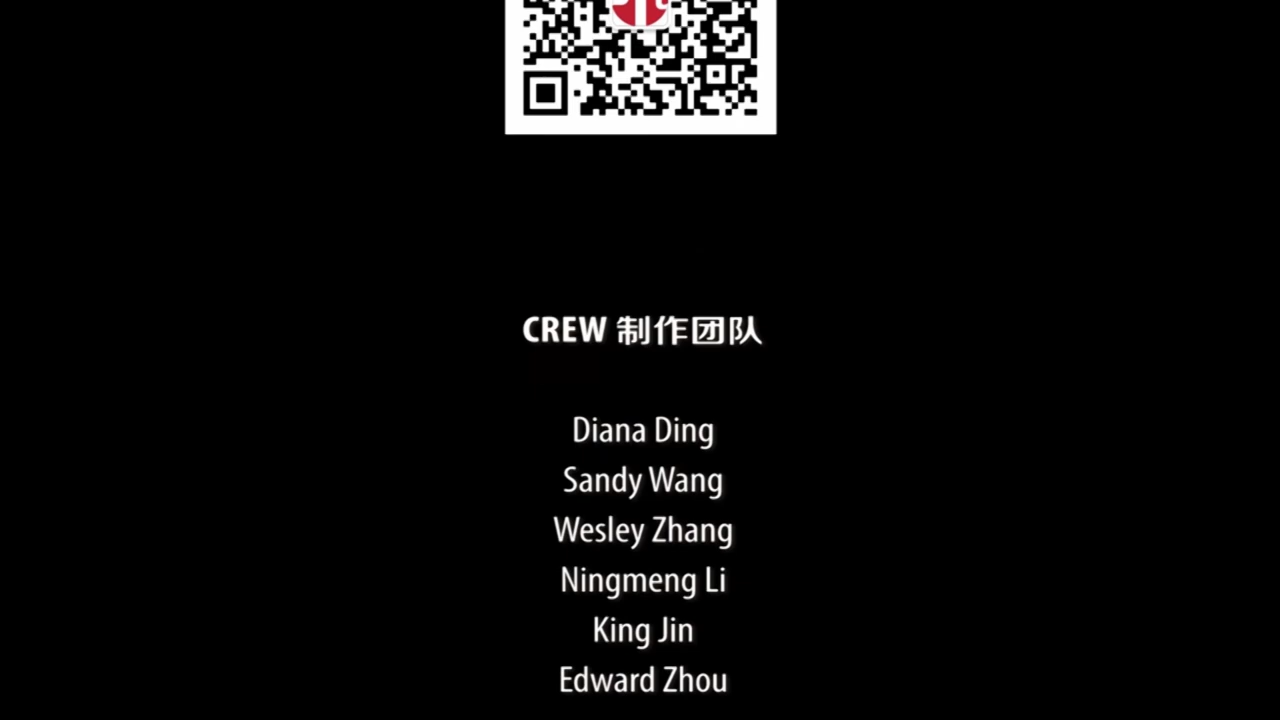 CREW 制作团队
Diana Ding
Sandy Wang
Wesley Zhang
Ningmeng Li
King Jin
Edward Zhou